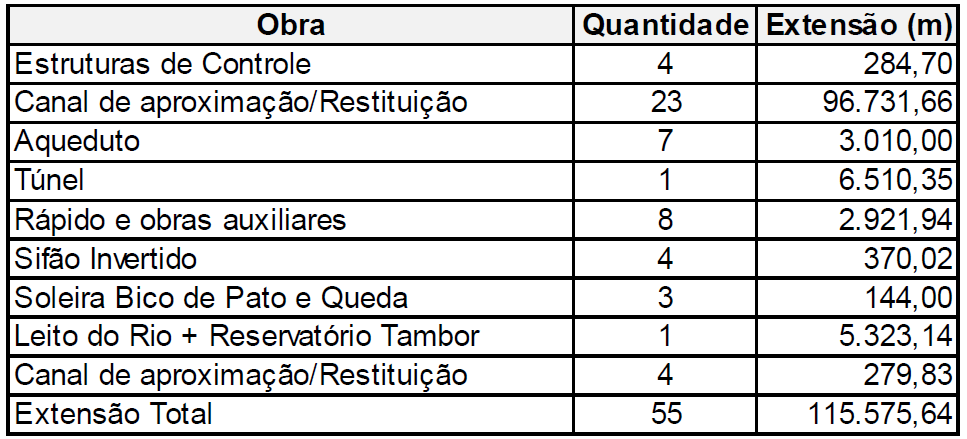 Obra Quantidade Extensão (m)
Estruturas de Controle 4 284,70
Canal de aproximação/Restituição 23 96.731,66
Aqueduto 7 3.010,00
Túnel 1 6.510,35
Rápido e obras auxiliares 8 2.921,94
Sifão Invertido 4 370,02
Soleira Bico de Pato e Queda 3 144,00
Leito do Rio + Reservatório Tambor 1 5.323,14
Canal de aproximação/Restituição 4 279,83
Extensão Total 55 115.575,64